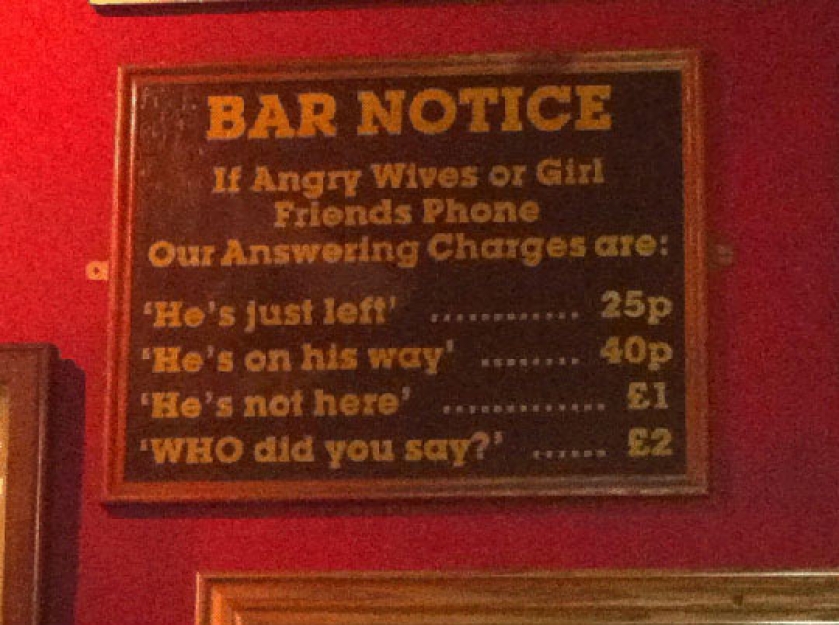 BAR NOTICE
If Angry Wives or Girl
Friends Phone
Our Answering Charges are:
‘He's just left’ ............ 25p
‘He's on his way’ ........ 40p
‘He's not here’ ............. £1
‘WHO did you say?’ ...... £2